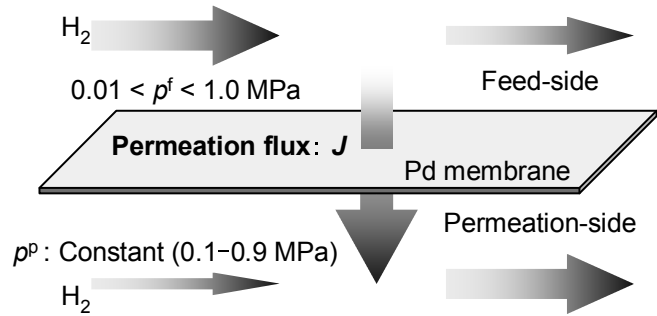 H₂
0.01 < pᶠ < 1.0 MPa
Feed-side
Permeation flux: J
Pd membrane
Permeation-side
pᵖ : Constant (0.1−0.9 MPa)
H₂